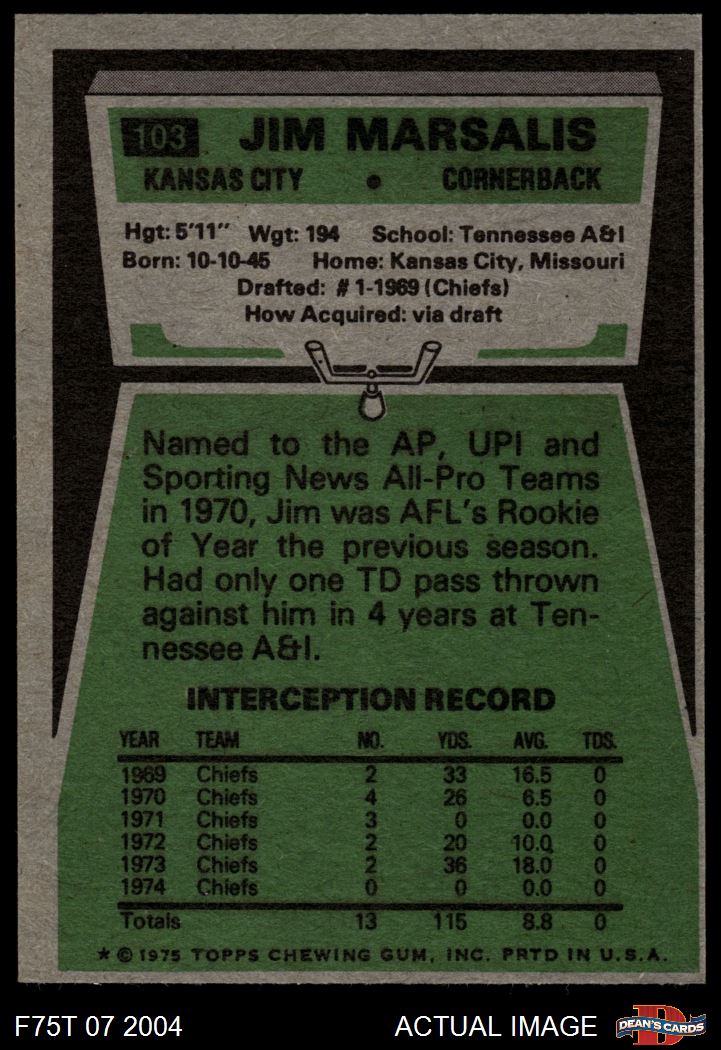 103 JIM MARSALIS
KANSAS CITY • CORNERBACK
Hgt: 5'11" Wgt: 194 School: Tennessee A&I
Born: 10-10-45 Home: Kansas City, Missouri
Drafted: #1-1969 (Chiefs)
How Acquired: via draft
Named to the AP, UPI and
Sporting News All-Pro Teams
in 1970, Jim was AFL's Rookie
of Year the previous season.
Had only one TD pass thrown
against him in 4 years at Ten-
nessee A&I.
INTERCEPTION RECORD
YEAR TEAM NO. YDS. AVG. TDS.
1969 Chiefs 2 33 16.5 0
1970 Chiefs 4 26 6.5 0
1971 Chiefs 3 0 0.0 0
1972 Chiefs 2 20 10.0 0
1973 Chiefs 2 36 18.0 0
1974 Chiefs 0 0 0.0 0
Totals 13 115 8.8 0
★ © 1975 TOPPS CHEWING GUM, INC. PRTD IN U.S.A.
F75T 07 2004 ACTUAL IMAGE D DEAN'S CARDS